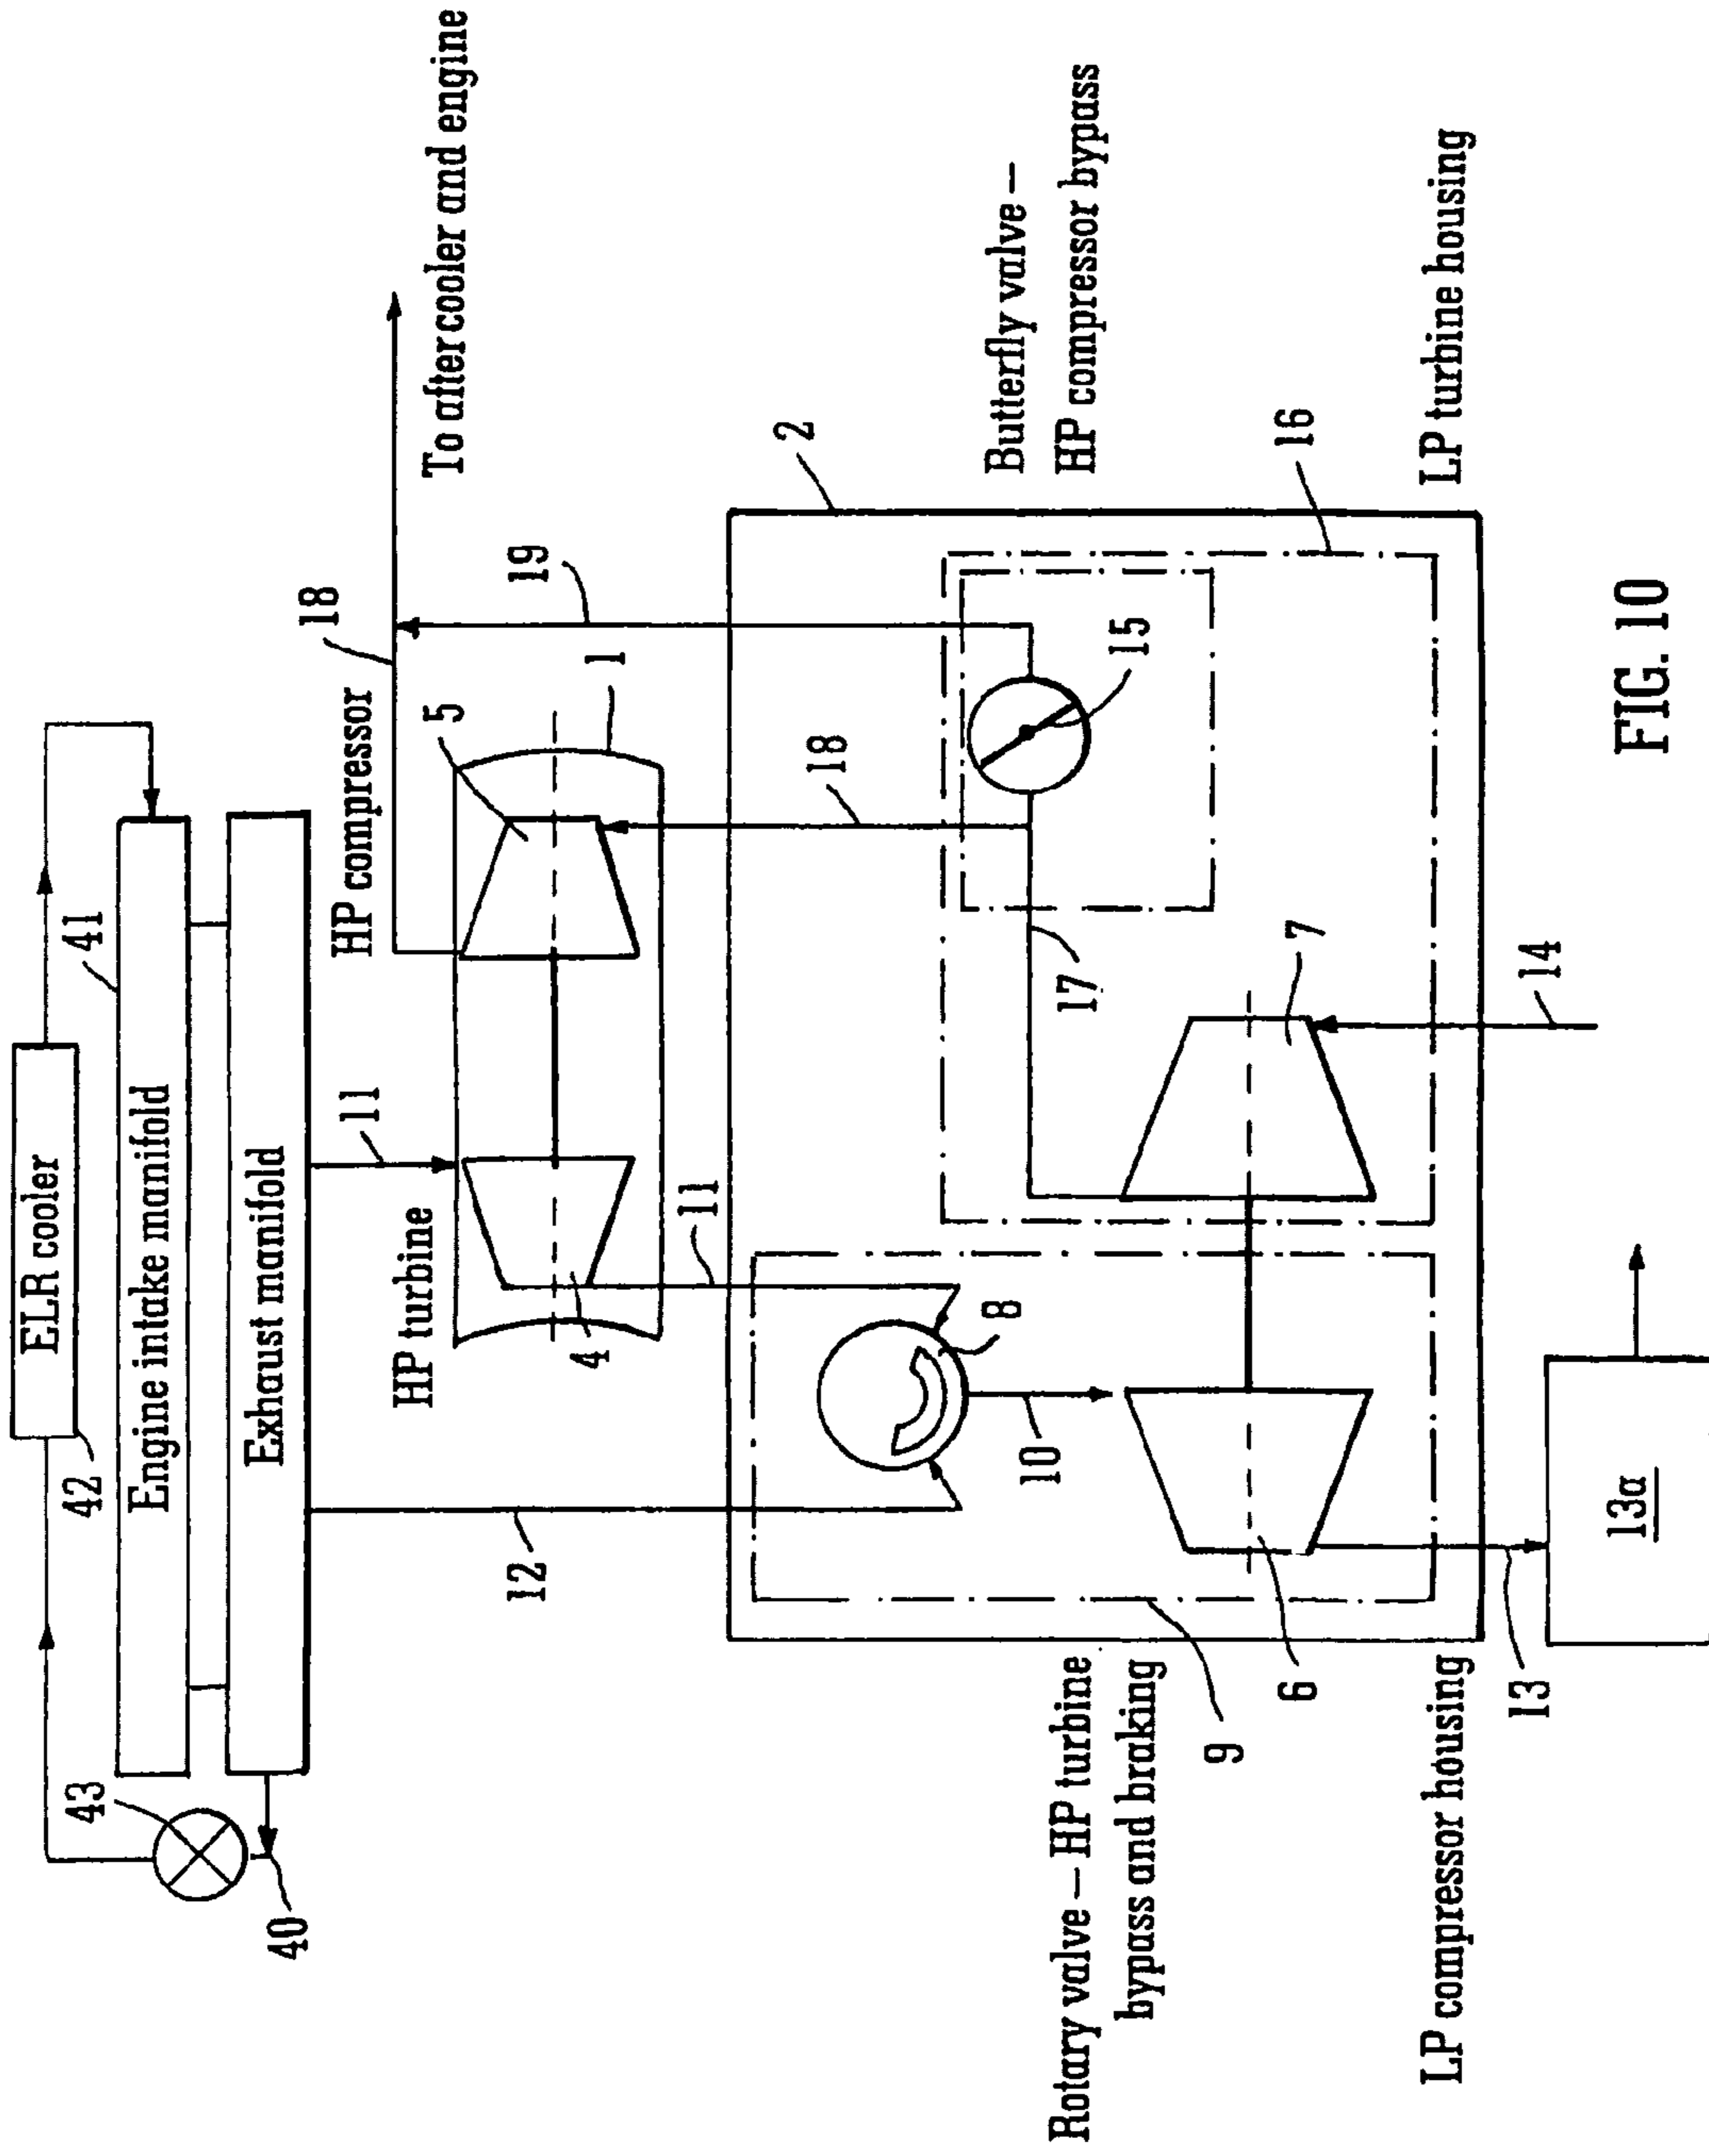 43
42
ELR cooler
41
Engine intake manifold
Exhaust manifold
40
11
HP turbine
HP compressor
18
To aftercooler and engine
4
5
1
19
12
11
18
2
Rotary valve – HP turbine
bypass and braking
Butterfly valve –
HP compressor bypass
8
10
15
17
6
7
16
9
LP compressor housing
LP turbine housing
13
14
13a
FIG. 10